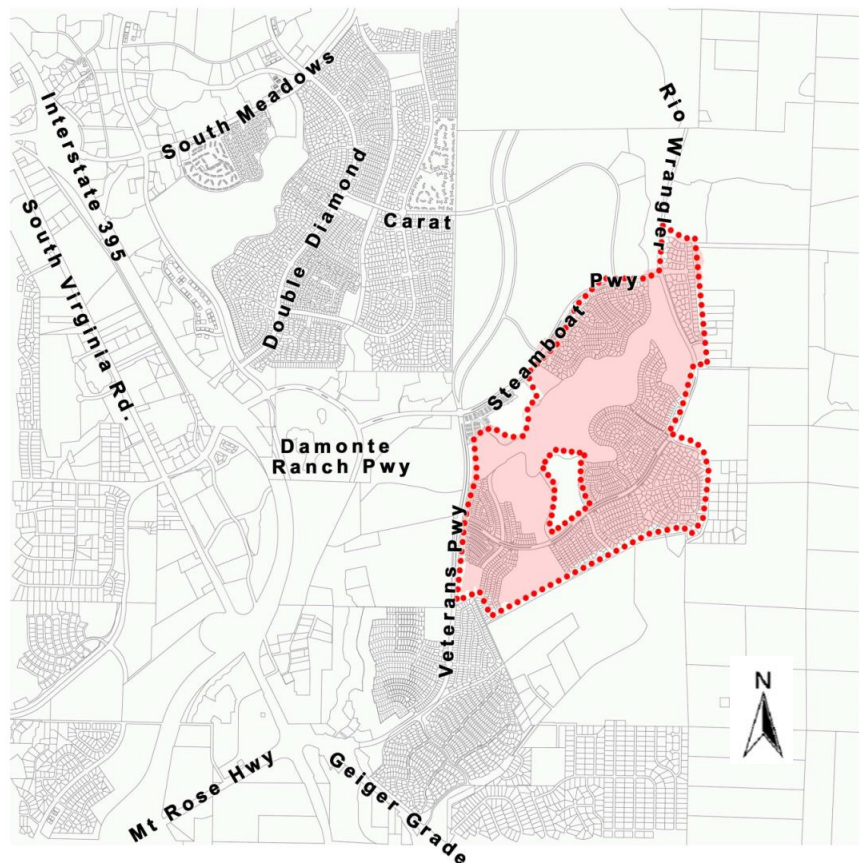 South Meadows
Interstate 395
Rio Wrangler
Double Diamond
Carat
South Virginia Rd.
Steamboat Pwy
Damonte
Ranch Pwy
Veterans Pwy
N
Mt Rose Hwy
Geiger Grade